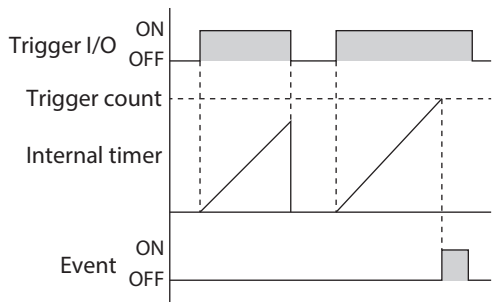 ON
Trigger I/O
OFF
Trigger count
Internal timer
ON
Event
OFF